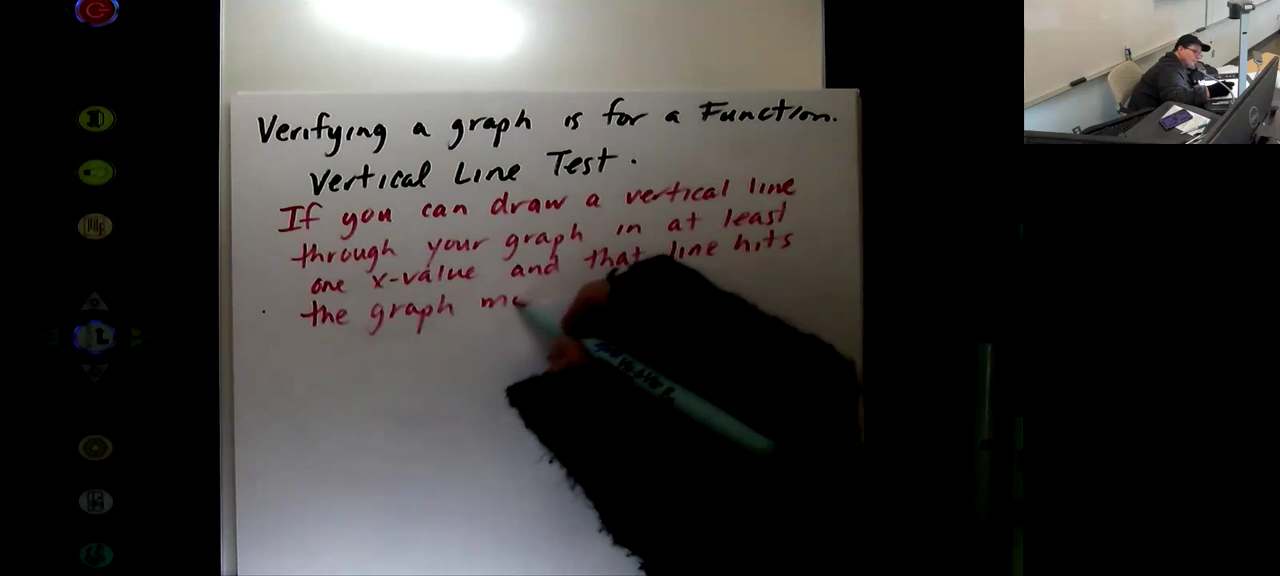 Verifying a graph is for a Function.
Vertical Line Test.
If you can draw a vertical line
through your graph in at least
one x-value and that line hits
the graph mo